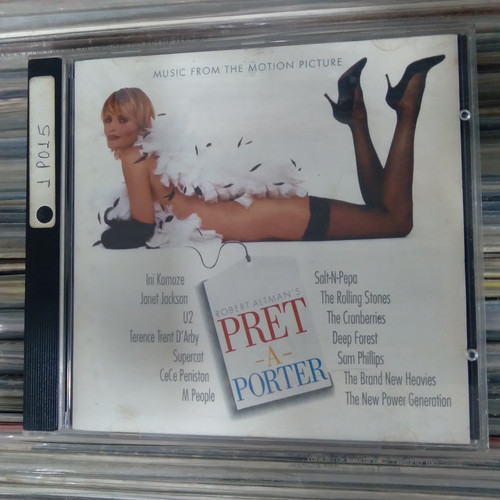 MUSIC FROM THE MOTION PICTURE
1 P015
Ini Kamoze
Janet Jackson
U2
Terence Trent D'Arby
Supercat
CeCe Peniston
M People
ROBERT ALTMAN'S
PRET
-A-
PORTER
Salt-N-Pepa
The Rolling Stones
The Cranberries
Deep Forest
Sam Phillips
The Brand New Heavies
The New Power Generation